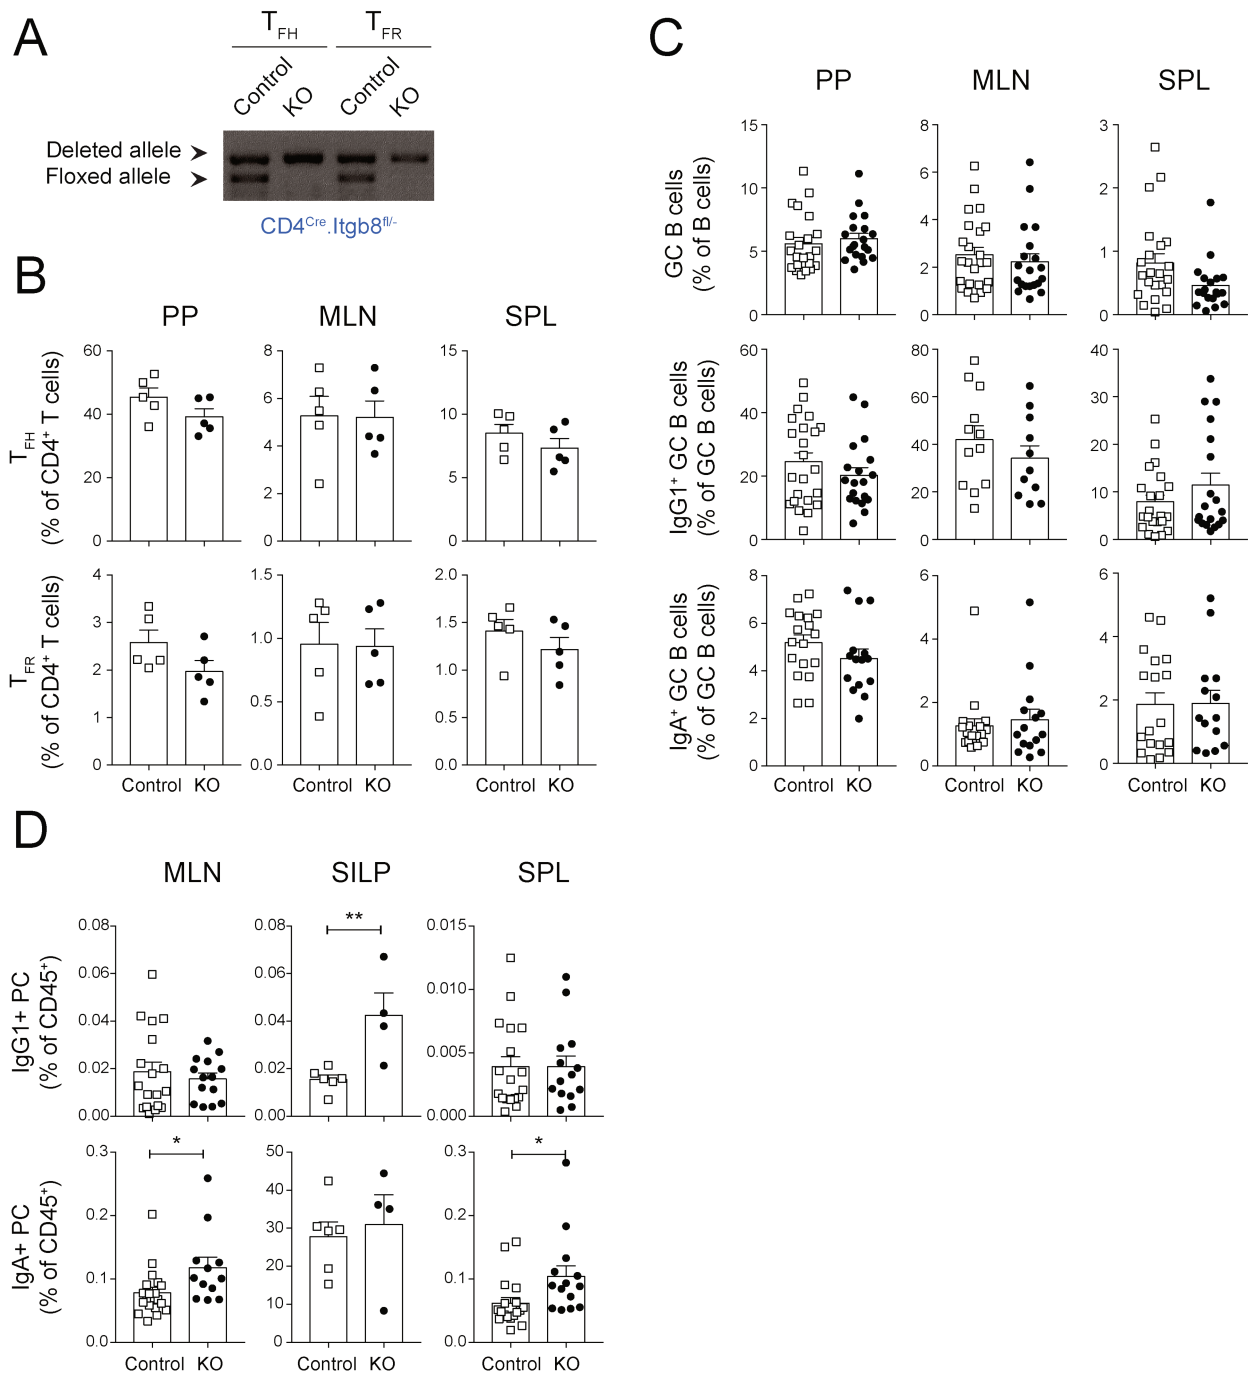 A
T_FH T_FR
Control KO Control KO
Deleted allele
Floxed allele
CD4^Cre.Itgb8^fl/-
B
PP MLN SPL
T_FH
(% of CD4⁺ T cells)
60 40 20 0
8 6 4 2 0
15 10 5 0
T_FR
(% of CD4⁺ T cells)
4 3 2 1 0
1.5 1.0 0.5 0.0
2.0 1.5 1.0 0.5 0.0
Control KO Control KO Control KO
C
PP MLN SPL
GC B cells
(% of B cells)
15 10 5 0
8 6 4 2 0
3 2 1 0
IgG1⁺ GC B cells
(% of GC B cells)
60 40 20 0
80 60 40 20 0
40 30 20 10 0
IgA⁺ GC B cells
(% of GC B cells)
8 6 4 2 0
6 4 2 0
6 4 2 0
Control KO Control KO Control KO
D
MLN SILP SPL
IgG1+ PC
(% of CD45⁺)
0.08 0.06 0.04 0.02 0.00
0.08 0.06 0.04 0.02 0.00
**
0.015 0.010 0.005 0.000
IgA+ PC
(% of CD45⁺)
0.3 0.2 0.1 0.0
*
50 40 30 20 10 0
0.3 0.2 0.1 0.0
*
Control KO Control KO Control KO